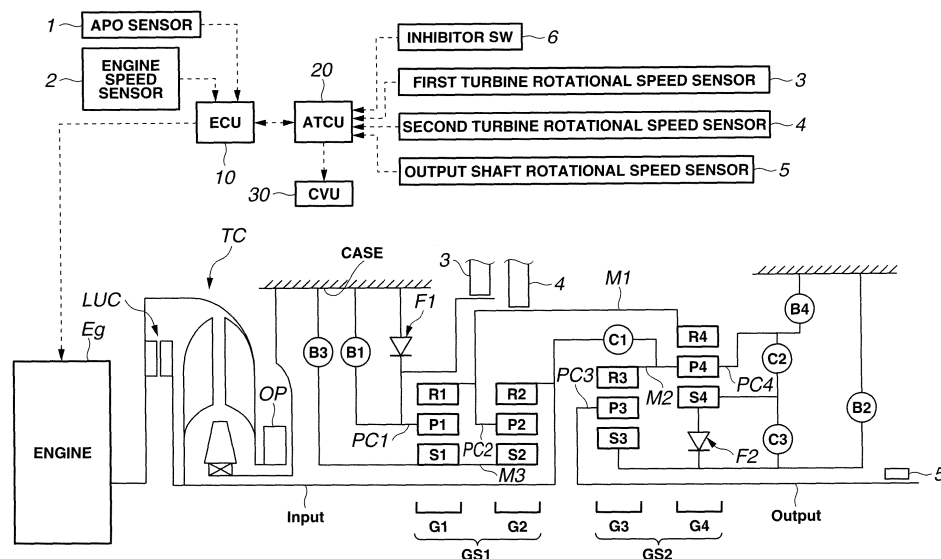 1
APO SENSOR
2
ENGINE
SPEED
SENSOR
20
INHIBITOR SW
6
FIRST TURBINE ROTATIONAL SPEED SENSOR
3
ECU
ATCU
SECOND TURBINE ROTATIONAL SPEED SENSOR
4
10
30
CVU
OUTPUT SHAFT ROTATIONAL SPEED SENSOR
5
TC
CASE
3
4
M1
LUC
Eg
F1
B4
B3
B1
C1
R4
C2
OP
PC3
R3
P4
M2
PC4
R1
R2
P3
S4
B2
ENGINE
PC1
P1
PC2
P2
S3
F2
C3
S1
S2
M3
5
Input
Output
G1
G2
G3
G4
GS1
GS2